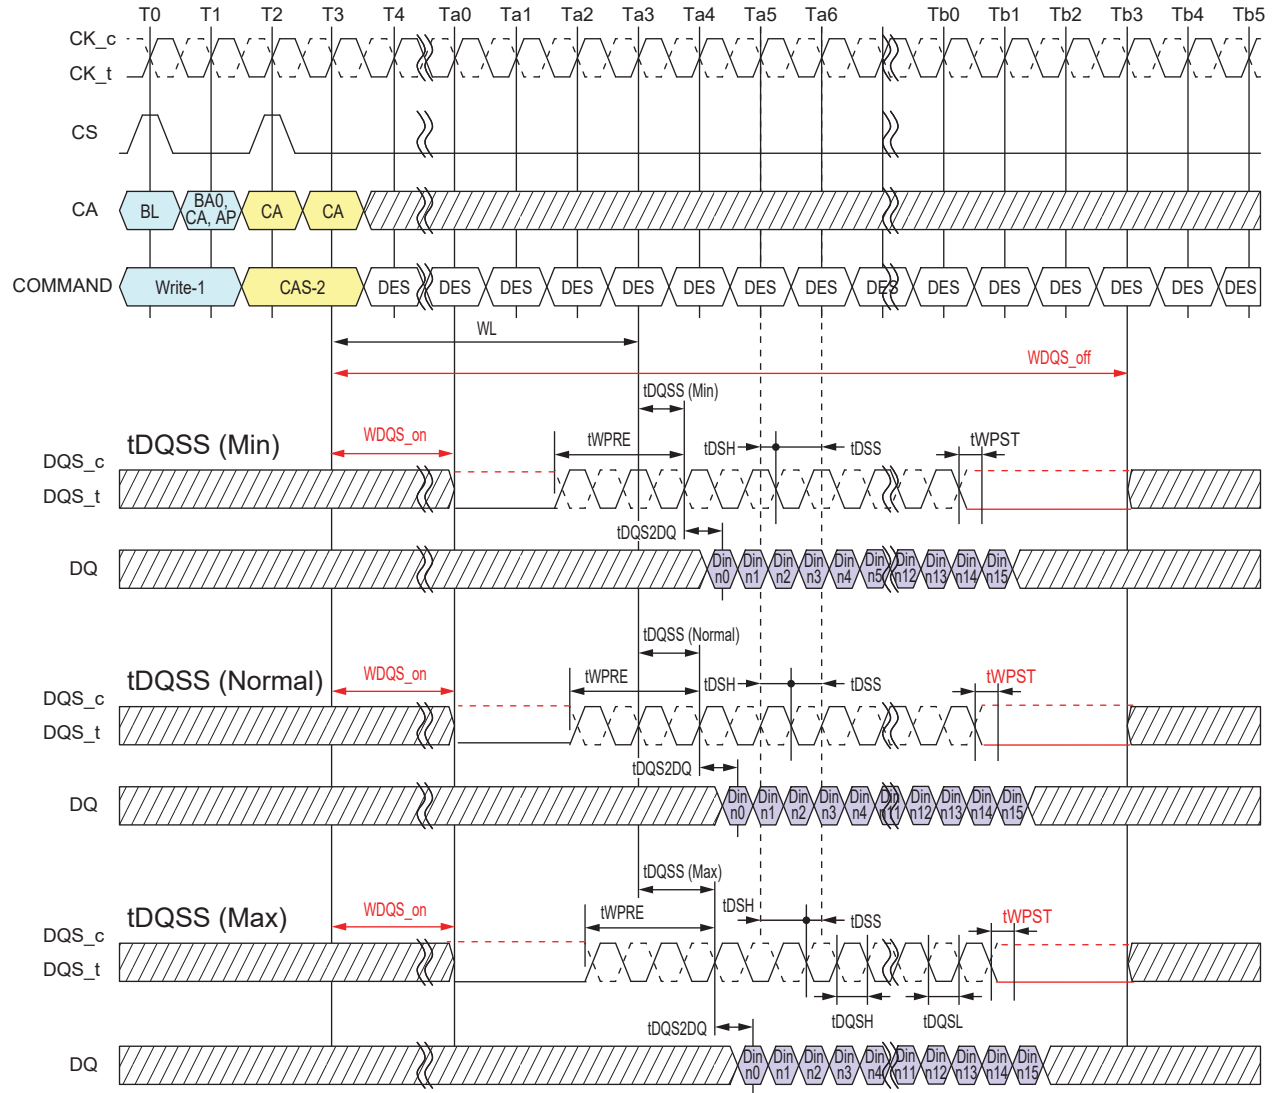 T0 T1 T2 T3 T4 Ta0 Ta1 Ta2 Ta3 Ta4 Ta5 Ta6 Tb0 Tb1 Tb2 Tb3 Tb4 Tb5
CK_c
CK_t
CS
CA BL BA0, CA, AP CA CA
COMMAND Write-1 CAS-2 DES DES DES DES DES DES DES DES DES DES DES DES DES DES DES
WL
WDQS_off
tDQSS (Min)
tDQSS (Min) WDQS_on tWPRE tDSH tDSS tWPST
DQS_c
DQS_t
tDQS2DQ
DQ Din n0 Din n1 Din n2 Din n3 Din n4 Din n5 Din n12 Din n13 Din n14 Din n15
tDQSS (Normal)
tDQSS (Normal) WDQS_on tWPRE tDSH tDSS tWPST
DQS_c
DQS_t
tDQS2DQ
DQ Din n0 Din n1 Din n2 Din n3 Din n4 Din n11 Din n12 Din n13 Din n14 Din n15
tDQSS (Max)
tDQSS (Max) WDQS_on tWPRE tDSH tDSS tWPST
DQS_c
DQS_t
tDQSH tDQSL
tDQS2DQ
DQ Din n0 Din n1 Din n2 Din n3 Din n4 Din n11 Din n12 Din n13 Din n14 Din n15